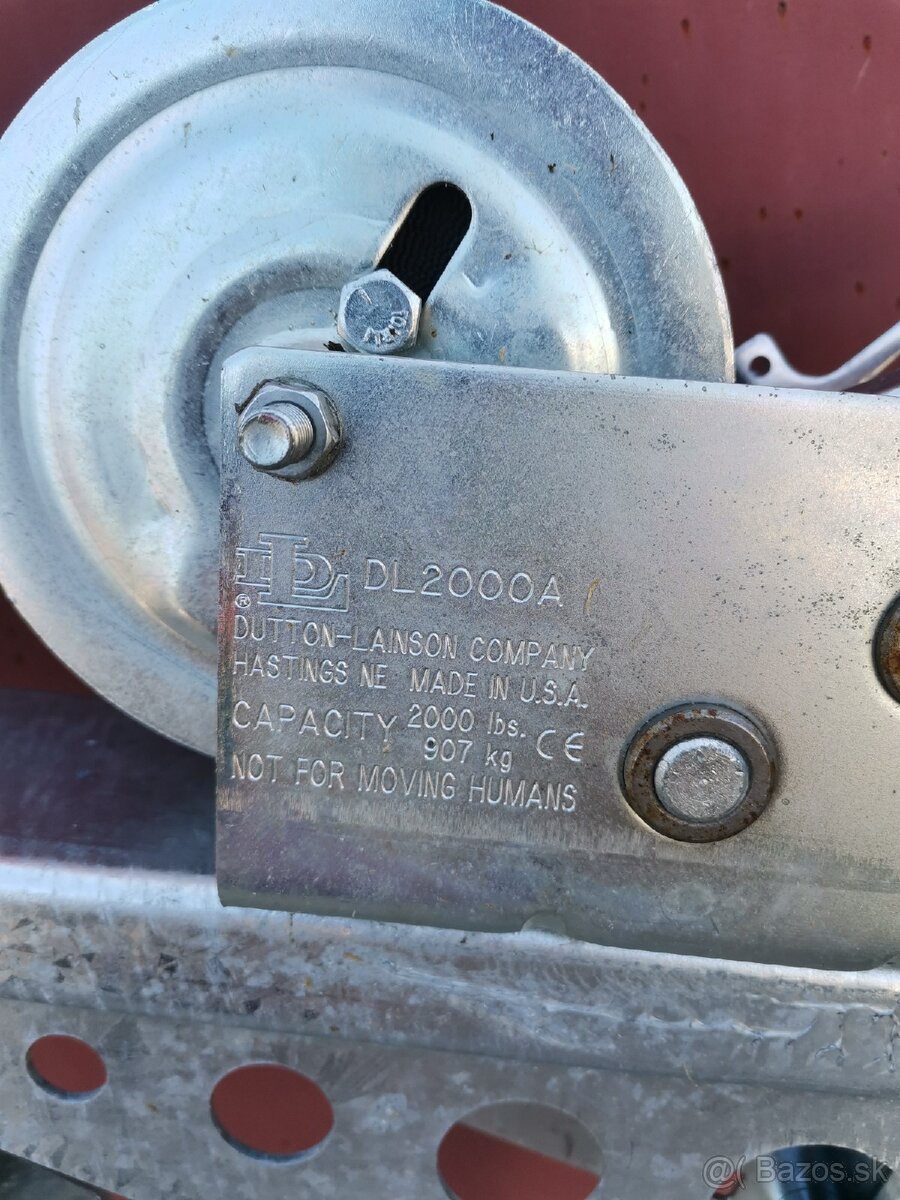 DL DL2000A
®
DUTTON-LAINSON COMPANY
HASTINGS NE MADE IN U.S.A.
CAPACITY 2000 lbs.
907 kg CE
NOT FOR MOVING HUMANS
@ Bazos.sk